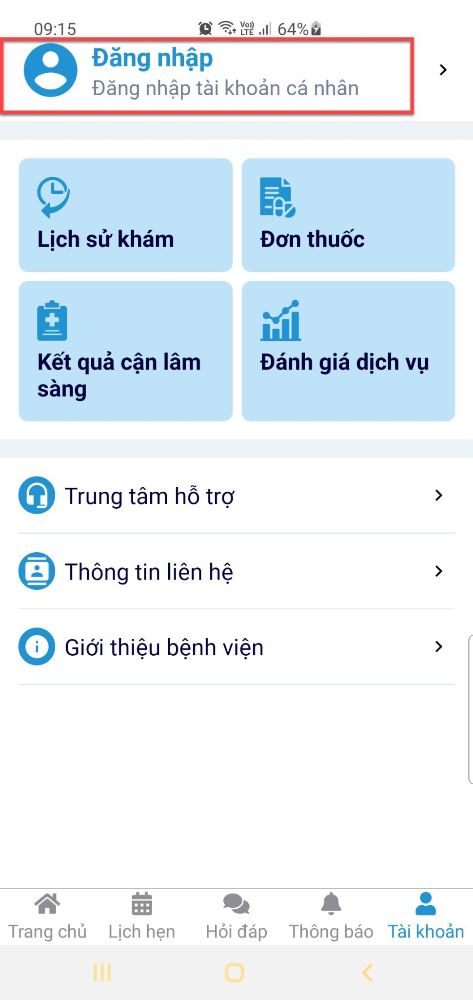 09:15
Vo)) LTE 64%
Đăng nhập
Đăng nhập tài khoản cá nhân
Lịch sử khám
Đơn thuốc
Kết quả cận lâm
sàng
Đánh giá dịch vụ
Trung tâm hỗ trợ
Thông tin liên hệ
Giới thiệu bệnh viện
Trang chủ
Lịch hẹn
Hỏi đáp
Thông báo
Tài khoản